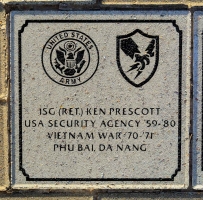 UNITED STATES
ARMY
1SG (RET.) KEN PRESCOTT
USA SECURITY AGENCY '59-'80
VIETNAM WAR '70-'71
PHU BAI, DA NANG